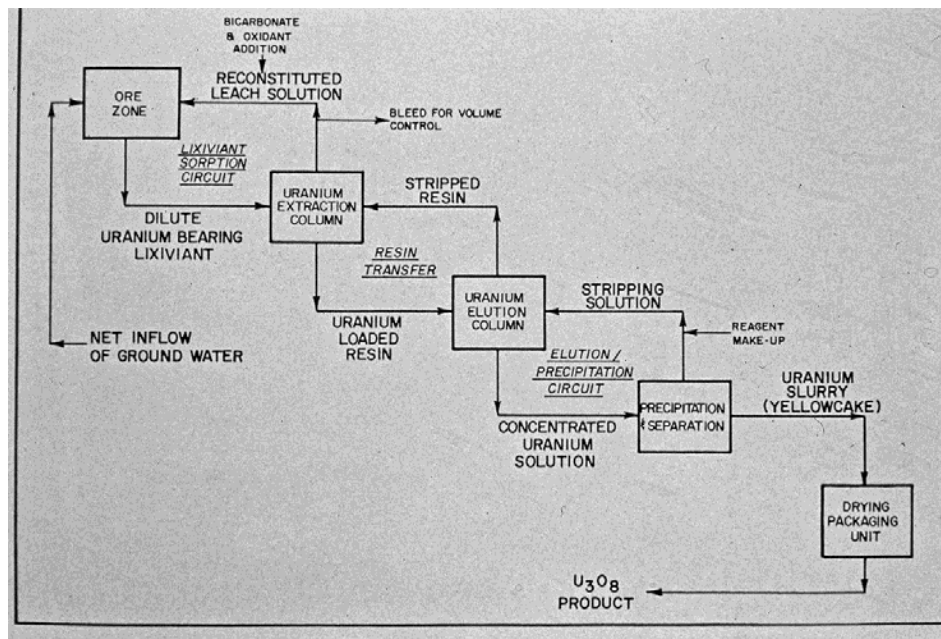 BICARBONATE
& OXIDANT
ADDITION
RECONSTITUTED
LEACH SOLUTION
ORE
ZONE
BLEED FOR VOLUME
CONTROL
LIXIVIANT
SORPTION
CIRCUIT
URANIUM
EXTRACTION
COLUMN
STRIPPED
RESIN
DILUTE
URANIUM BEARING
LIXIVIANT
RESIN
TRANSFER
URANIUM
ELUTION
COLUMN
STRIPPING
SOLUTION
NET INFLOW
OF GROUND WATER
URANIUM
LOADED
RESIN
REAGENT
MAKE-UP
ELUTION/
PRECIPITATION
CIRCUIT
URANIUM
SLURRY
(YELLOWCAKE)
PRECIPITATION
& SEPARATION
CONCENTRATED
URANIUM
SOLUTION
DRYING
PACKAGING
UNIT
U3O8
PRODUCT